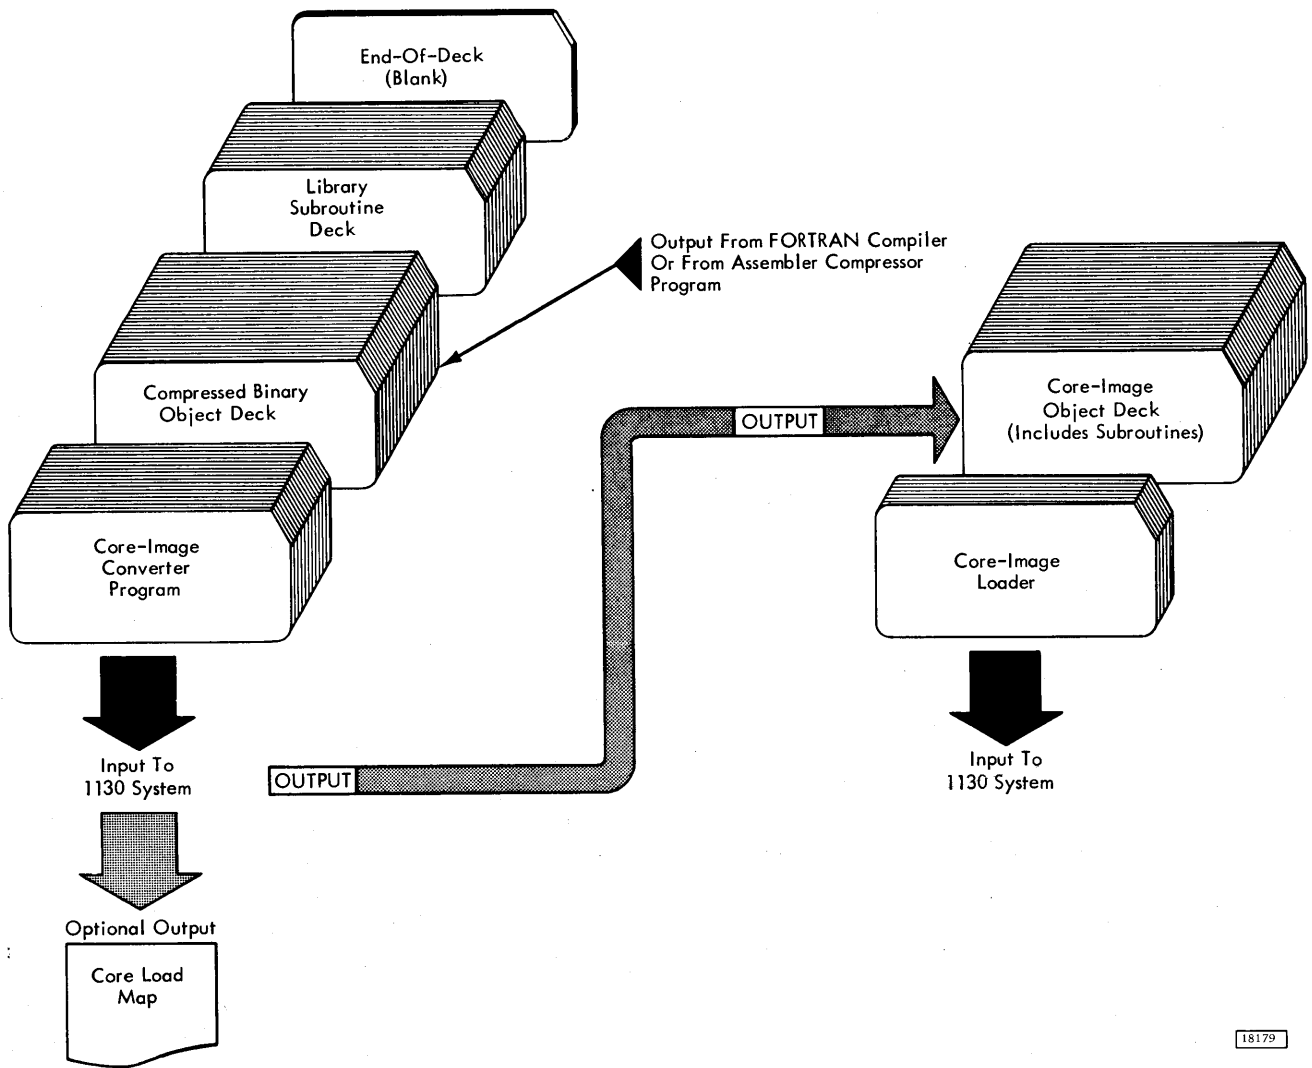 End-Of-Deck
(Blank)
Library
Subroutine
Deck
Output From FORTRAN Compiler
Or From Assembler Compressor
Program
Compressed Binary
Object Deck
Core-Image
Object Deck
(Includes Subroutines)
OUTPUT
Core-Image
Converter
Program
Core-Image
Loader
Input To
1130 System
OUTPUT
Input To
1130 System
Optional Output
Core Load
Map
18179